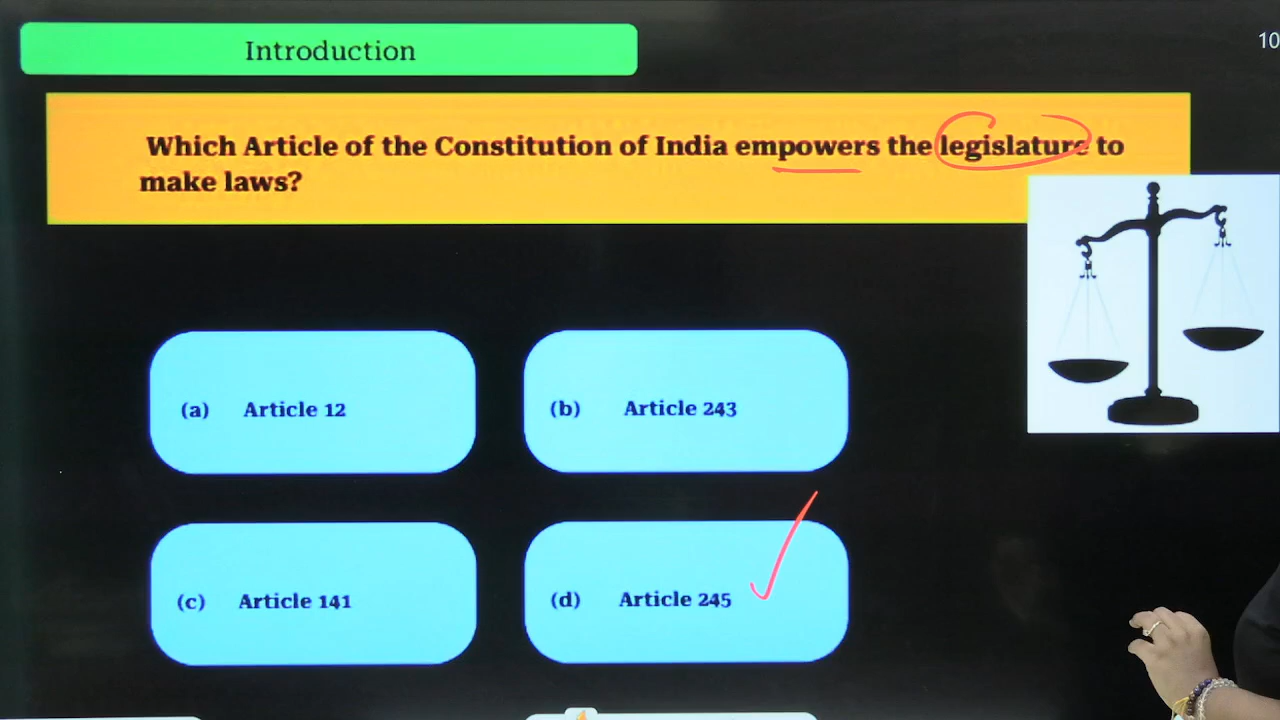 Introduction
10
Which Article of the Constitution of India empowers the legislature to
make laws?
(a) Article 12
(b) Article 243
(c) Article 141
(d) Article 245